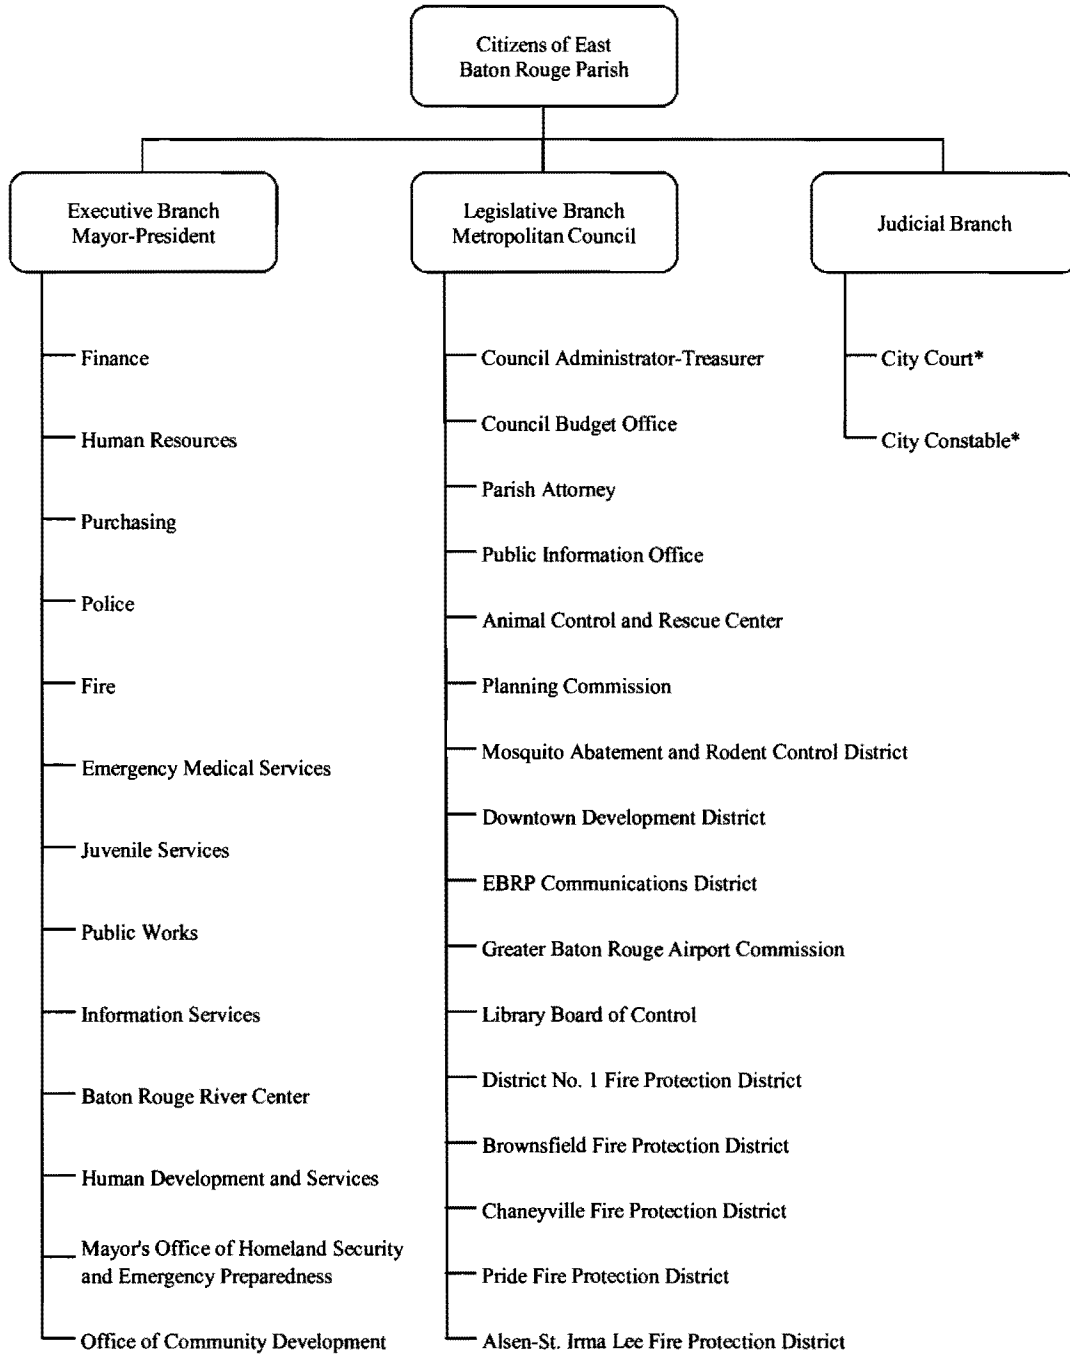 Citizens of East
Baton Rouge Parish
Executive Branch
Mayor-President
Legislative Branch
Metropolitan Council
Judicial Branch
Finance
Human Resources
Purchasing
Police
Fire
Emergency Medical Services
Juvenile Services
Public Works
Information Services
Baton Rouge River Center
Human Development and Services
Mayor's Office of Homeland Security
and Emergency Preparedness
Office of Community Development
Council Administrator-Treasurer
Council Budget Office
Parish Attorney
Public Information Office
Animal Control and Rescue Center
Planning Commission
Mosquito Abatement and Rodent Control District
Downtown Development District
EBRP Communications District
Greater Baton Rouge Airport Commission
Library Board of Control
District No. 1 Fire Protection District
Brownsfield Fire Protection District
Chaneyville Fire Protection District
Pride Fire Protection District
Alsen-St. Irma Lee Fire Protection District
City Court*
City Constable*